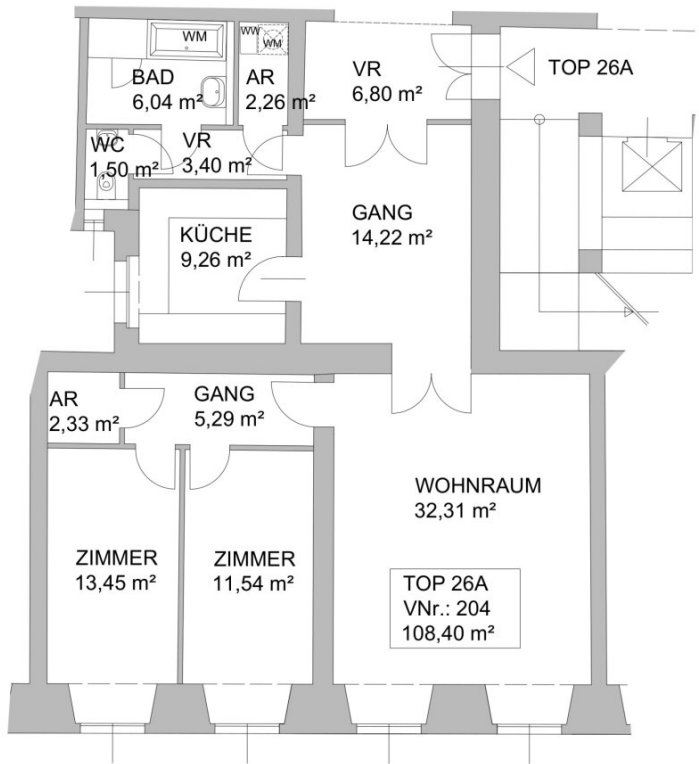 WM
WW
WM
BAD
6,04 m²
AR
2,26 m²
VR
6,80 m²
TOP 26A
WC
1,50 m²
VR
3,40 m²
GANG
14,22 m²
KÜCHE
9,26 m²
AR
2,33 m²
GANG
5,29 m²
WOHNRAUM
32,31 m²
ZIMMER
13,45 m²
ZIMMER
11,54 m²
TOP 26A
VNr.: 204
108,40 m²